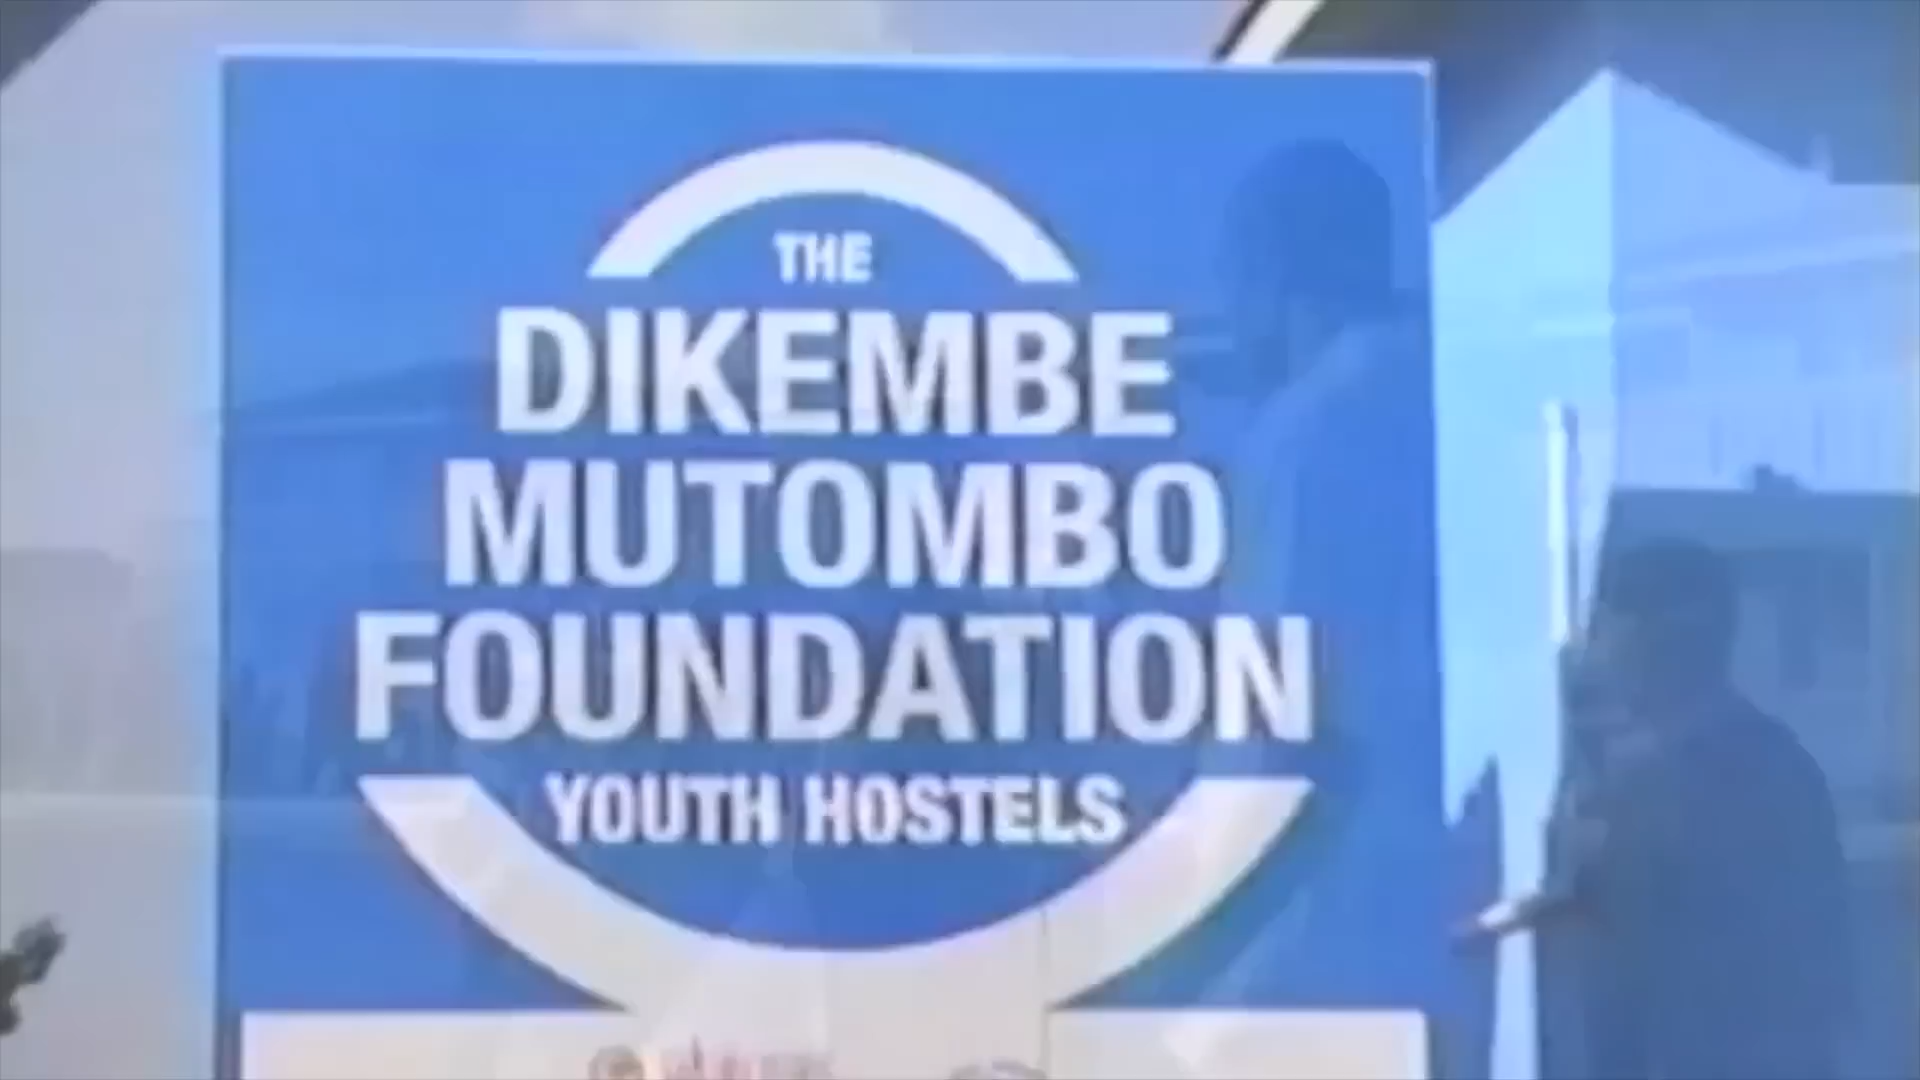 THE
DIKEMBE
MUTOMBO
FOUNDATION
YOUTH HOSTELS